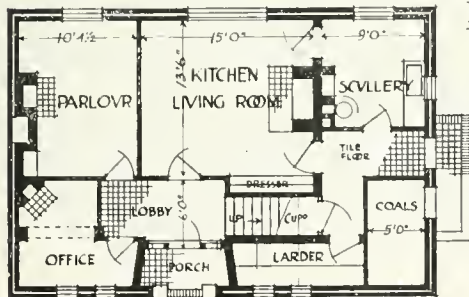 10'4½"
15'0"
9'0"
13'6"
KITCHEN
LIVING ROOM
PARLOVR
SCVLLERY
TILE
FLOOR
DRESSER
LOBBY
6'0"
UP
CUPD
COALS
5'0"
OFFICE
PORCH
LARDER